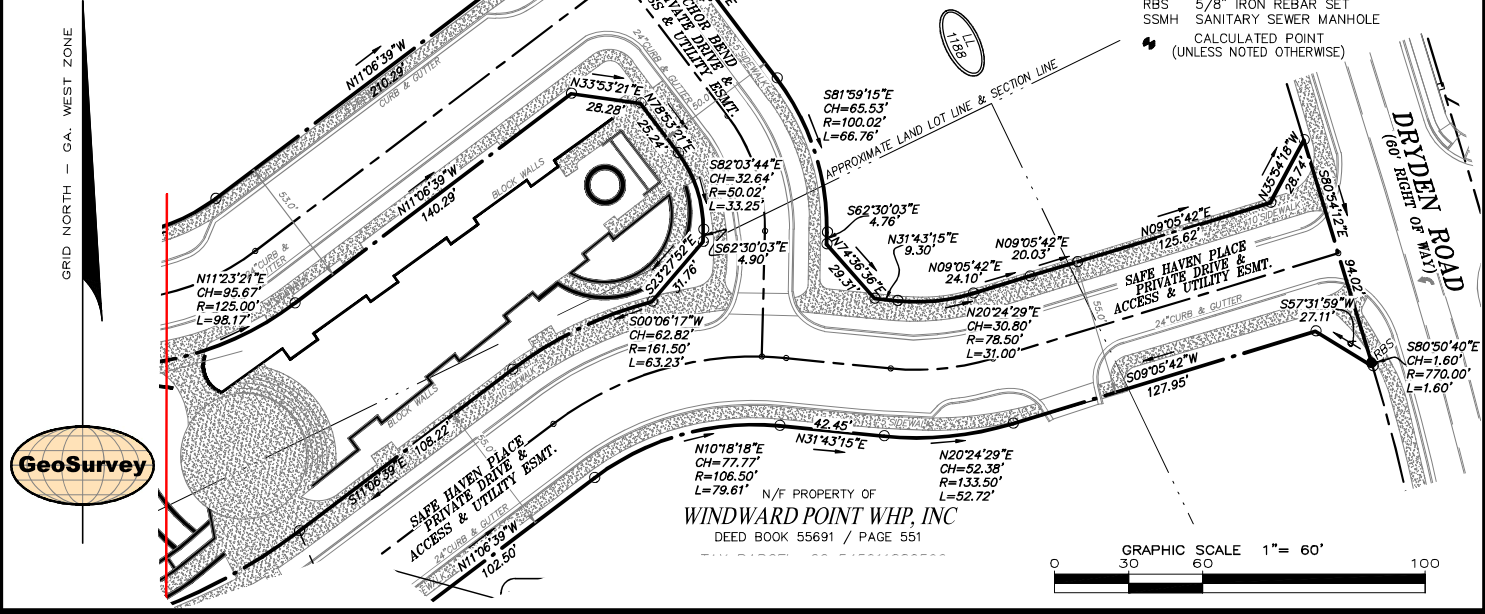 RBS 5/8" IRON REBAR SET
SSMH SANITARY SEWER MANHOLE
CALCULATED POINT
(UNLESS NOTED OTHERWISE)
GRID NORTH — GA. WEST ZONE
LL
1188
CHOR BEND
PRIVATE DRIVE &
& UTILITY ESMT.
N11°06'39"W
210.29'
CURB & GUTTER
24"CURB & GUTTER
50.0'
5'SIDEWALK
N33°53'21"E
28.28'
N78°53'21"E
25.24'
S81°59'15"E
CH=65.53'
R=100.02'
L=66.76'
APPROXIMATE LAND LOT LINE & SECTION LINE
DRYDEN ROAD
(60' RIGHT OF WAY)
N35°54'18"W
28.74'
S80°54'12"E
94.02'
53.0'
N11°06'39"W
140.29'
BLOCK WALLS
S82°03'44"E
CH=32.64'
R=50.02'
L=33.25'
S62°30'03"E
4.76'
S62°30'03"E
4.90'
N31°43'15"E
9.30'
N74°36'36"E
29.31'
N09°05'42"E
24.10'
N09°05'42"E
20.03'
N09°05'42"E
125.62'
SIDEWALK
SAFE HAVEN PLACE
PRIVATE DRIVE &
ACCESS & UTILITY ESMT.
24"CURB &
GUTTER
N11°23'21"E
CH=95.67'
R=125.00'
L=98.17'
S23°27'52"E
31.76'
S00°06'17"W
CH=62.82'
R=161.50'
L=63.23'
N20°24'29"E
CH=30.80'
R=78.50'
L=31.00'
55.0'
24"CURB & GUTTER
S57°31'59"W
27.11'
RBS
S80°50'40"E
CH=1.60'
R=770.00'
L=1.60'
S09°05'42"W
127.95'
SIDEWALK
BLOCK WALLS
S11°06'39"E 108.22'
GeoSurvey
SIDEWALK
42.45'
N31°43'15"E
N10°18'18"E
CH=77.77'
R=106.50'
L=79.61'
N20°24'29"E
CH=52.38'
R=133.50'
L=52.72'
SAFE HAVEN PLACE
PRIVATE DRIVE &
ACCESS & UTILITY ESMT.
24"CURB & GUTTER
N11°06'39"W
102.50'
N/F PROPERTY OF
WINDWARD POINT WHP, INC
DEED BOOK 55691 / PAGE 551
GRAPHIC SCALE 1"= 60'
0 30 60 100